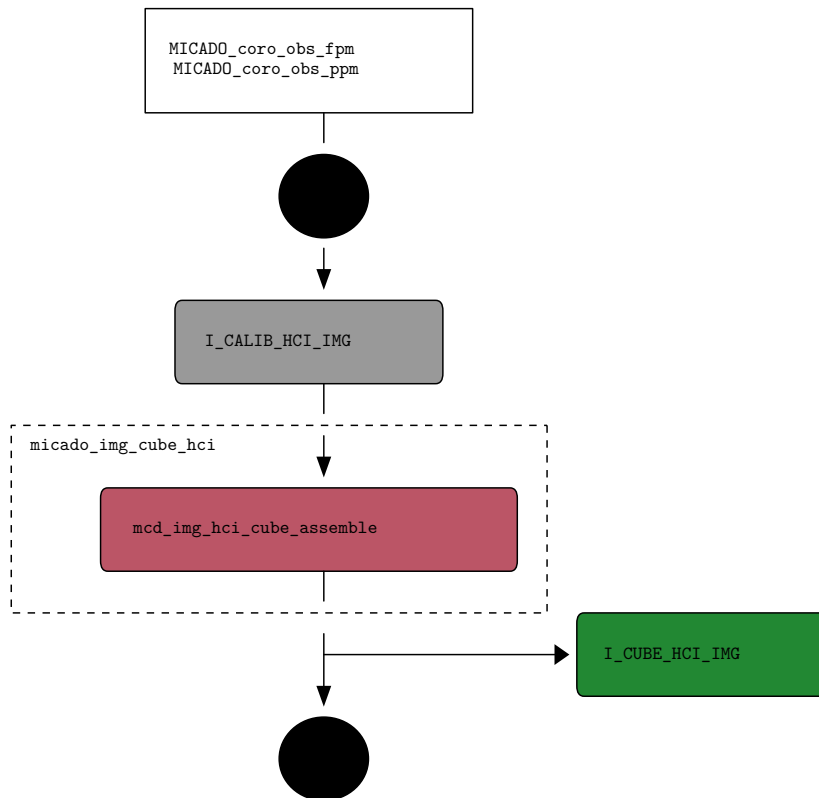 MICADO_coro_obs_fpm
MICADO_coro_obs_ppm
I_CALIB_HCI_IMG
micado_img_cube_hci
mcd_img_hci_cube_assemble
I_CUBE_HCI_IMG